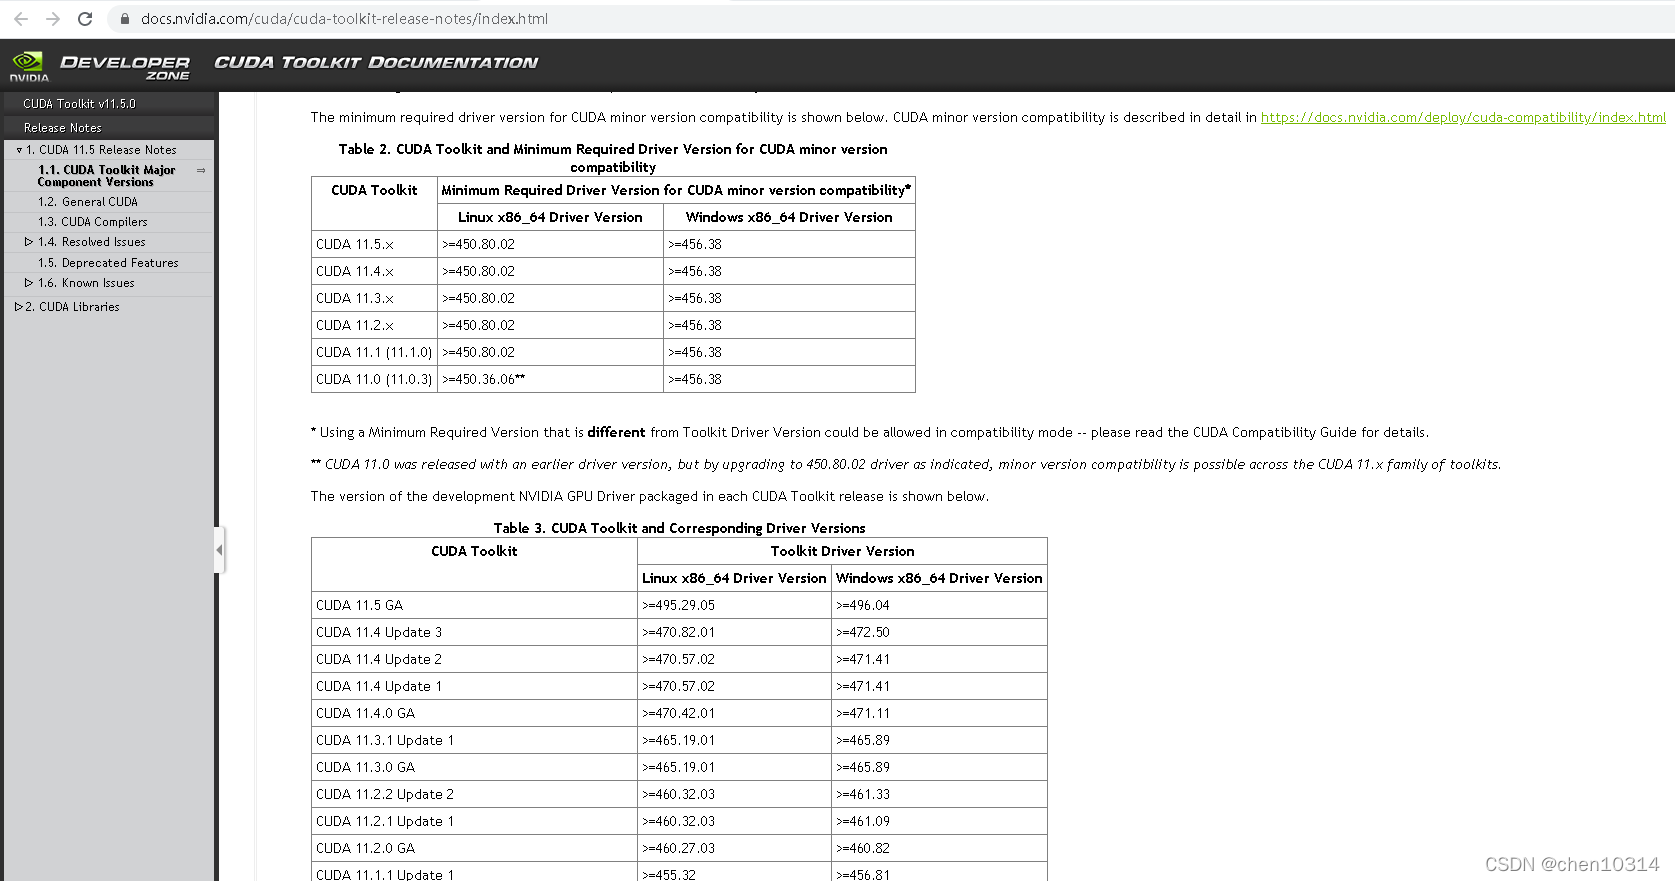 docs.nvidia.com/cuda/cuda-toolkit-release-notes/index.html
NVIDIA
DEVELOPER ZONE
CUDA TOOLKIT DOCUMENTATION
CUDA Toolkit v11.5.0
Release Notes
1. CUDA 11.5 Release Notes
1.1. CUDA Toolkit Major
Component Versions
1.2. General CUDA
1.3. CUDA Compilers
1.4. Resolved Issues
1.5. Deprecated Features
1.6. Known Issues
2. CUDA Libraries
The minimum required driver version for CUDA minor version compatibility is shown below. CUDA minor version compatibility is described in detail in https://docs.nvidia.com/deploy/cuda-compatibility/index.html
Table 2. CUDA Toolkit and Minimum Required Driver Version for CUDA minor version
compatibility
CUDA Toolkit Minimum Required Driver Version for CUDA minor version compatibility*
Linux x86_64 Driver Version Windows x86_64 Driver Version
CUDA 11.5.x >=450.80.02 >=456.38
CUDA 11.4.x >=450.80.02 >=456.38
CUDA 11.3.x >=450.80.02 >=456.38
CUDA 11.2.x >=450.80.02 >=456.38
CUDA 11.1 (11.1.0) >=450.80.02 >=456.38
CUDA 11.0 (11.0.3) >=450.36.06** >=456.38
* Using a Minimum Required Version that is different from Toolkit Driver Version could be allowed in compatibility mode -- please read the CUDA Compatibility Guide for details.
** CUDA 11.0 was released with an earlier driver version, but by upgrading to 450.80.02 driver as indicated, minor version compatibility is possible across the CUDA 11.x family of toolkits.
The version of the development NVIDIA GPU Driver packaged in each CUDA Toolkit release is shown below.
Table 3. CUDA Toolkit and Corresponding Driver Versions
CUDA Toolkit Toolkit Driver Version
Linux x86_64 Driver Version Windows x86_64 Driver Version
CUDA 11.5 GA >=495.29.05 >=496.04
CUDA 11.4 Update 3 >=470.82.01 >=472.50
CUDA 11.4 Update 2 >=470.57.02 >=471.41
CUDA 11.4 Update 1 >=470.57.02 >=471.41
CUDA 11.4.0 GA >=470.42.01 >=471.11
CUDA 11.3.1 Update 1 >=465.19.01 >=465.89
CUDA 11.3.0 GA >=465.19.01 >=465.89
CUDA 11.2.2 Update 2 >=460.32.03 >=461.33
CUDA 11.2.1 Update 1 >=460.32.03 >=461.09
CUDA 11.2.0 GA >=460.27.03 >=460.82
CUDA 11.1.1 Update 1 >=455.32 >=456.81
CSDN @chen10314